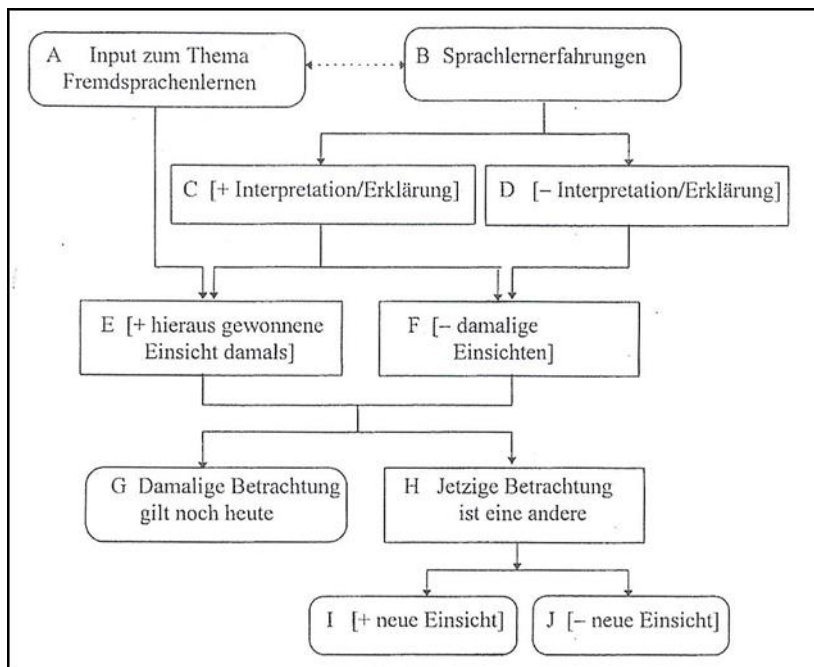 A Input zum Thema
Fremdsprachenlernen
B Sprachlernerfahrungen
C [+ Interpretation/Erklärung]
D [– Interpretation/Erklärung]
E [+ hieraus gewonnene
Einsicht damals]
F [– damalige
Einsichten]
G Damalige Betrachtung
gilt noch heute
H Jetzige Betrachtung
ist eine andere
I [+ neue Einsicht]
J [– neue Einsicht]